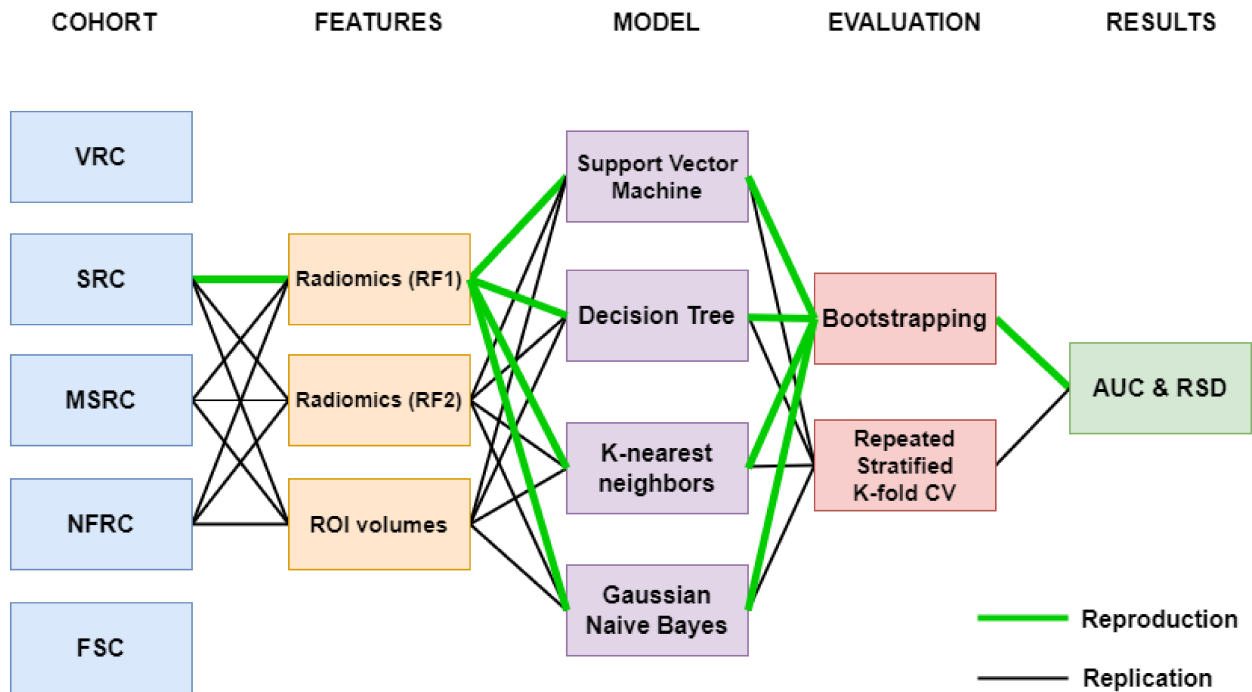 COHORT FEATURES MODEL EVALUATION RESULTS
VRC
SRC
MSRC
NFRC
FSC
Radiomics (RF1)
Radiomics (RF2)
ROI volumes
Support Vector
Machine
Decision Tree
K-nearest
neighbors
Gaussian
Naive Bayes
Bootstrapping
Repeated
Stratified
K-fold CV
AUC & RSD
Reproduction
Replication